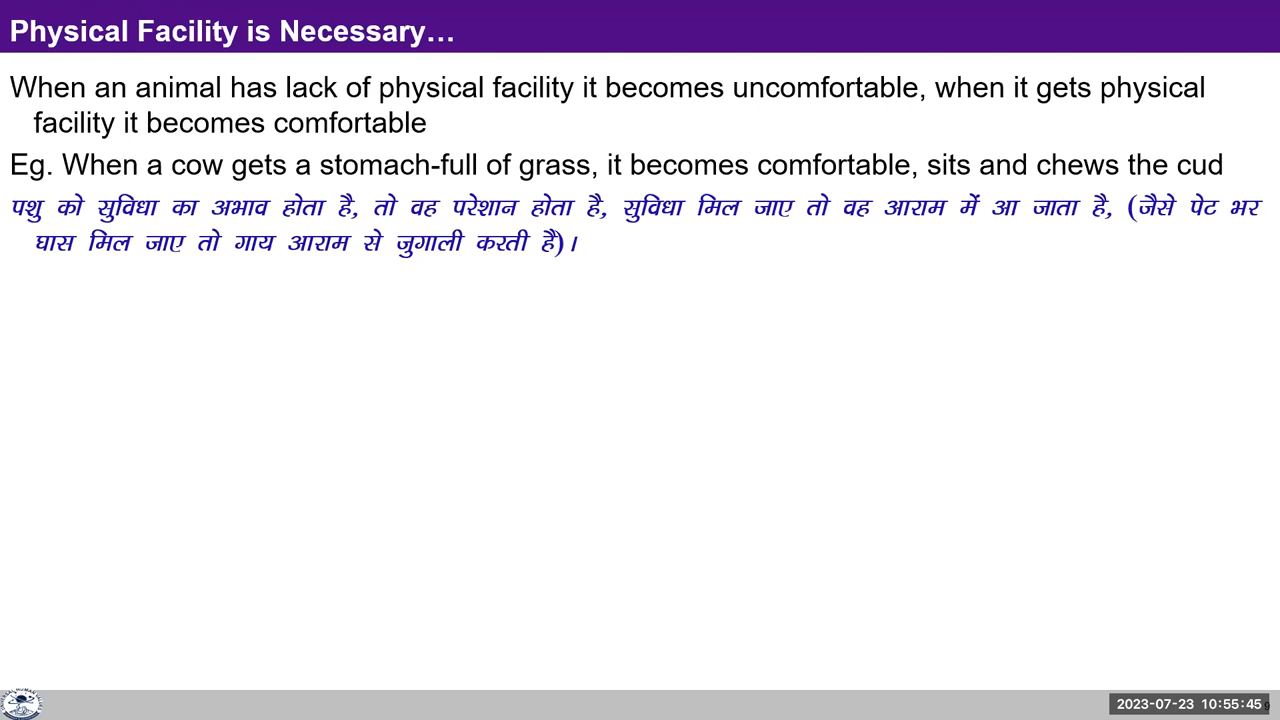 Physical Facility is Necessary…
When an animal has lack of physical facility it becomes uncomfortable, when it gets physical
facility it becomes comfortable
Eg. When a cow gets a stomach-full of grass, it becomes comfortable, sits and chews the cud
पशु को सुविधा का अभाव होता है, तो वह परेशान होता है, सुविधा मिल जाए तो वह आराम में आ जाता है, (जैसे पेट भर
घास मिल जाए तो गाय आराम से जुगाली करती है)।
2023-07-23 10:55:45
9